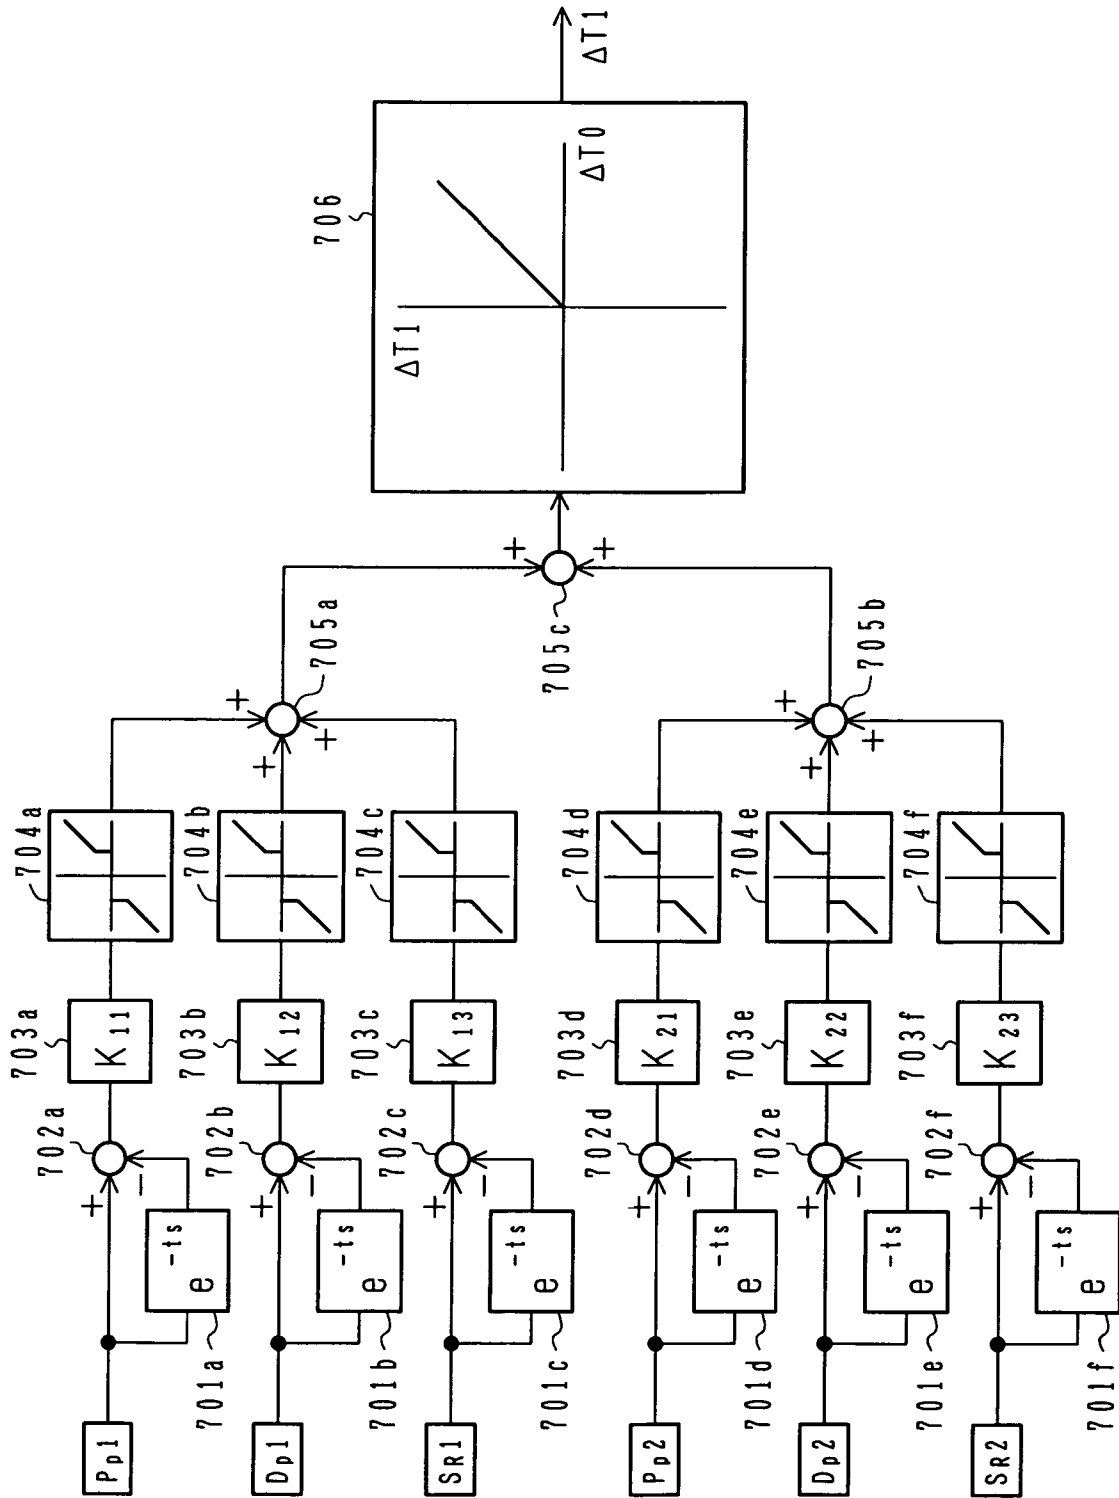 Pp1
701a
e-ts
+
-
702a
703a
K11
704a
+
Dp1
701b
e-ts
+
-
702b
703b
K12
704b
+
705a
SR1
701c
e-ts
+
-
702c
703c
K13
704c
+
+
705c
+
706
ΔT1
ΔT0
ΔT1
Pp2
701d
e-ts
+
-
702d
703d
K21
704d
+
Dp2
701e
e-ts
+
-
702e
703e
K22
704e
+
705b
SR2
701f
e-ts
+
-
702f
703f
K23
704f
+